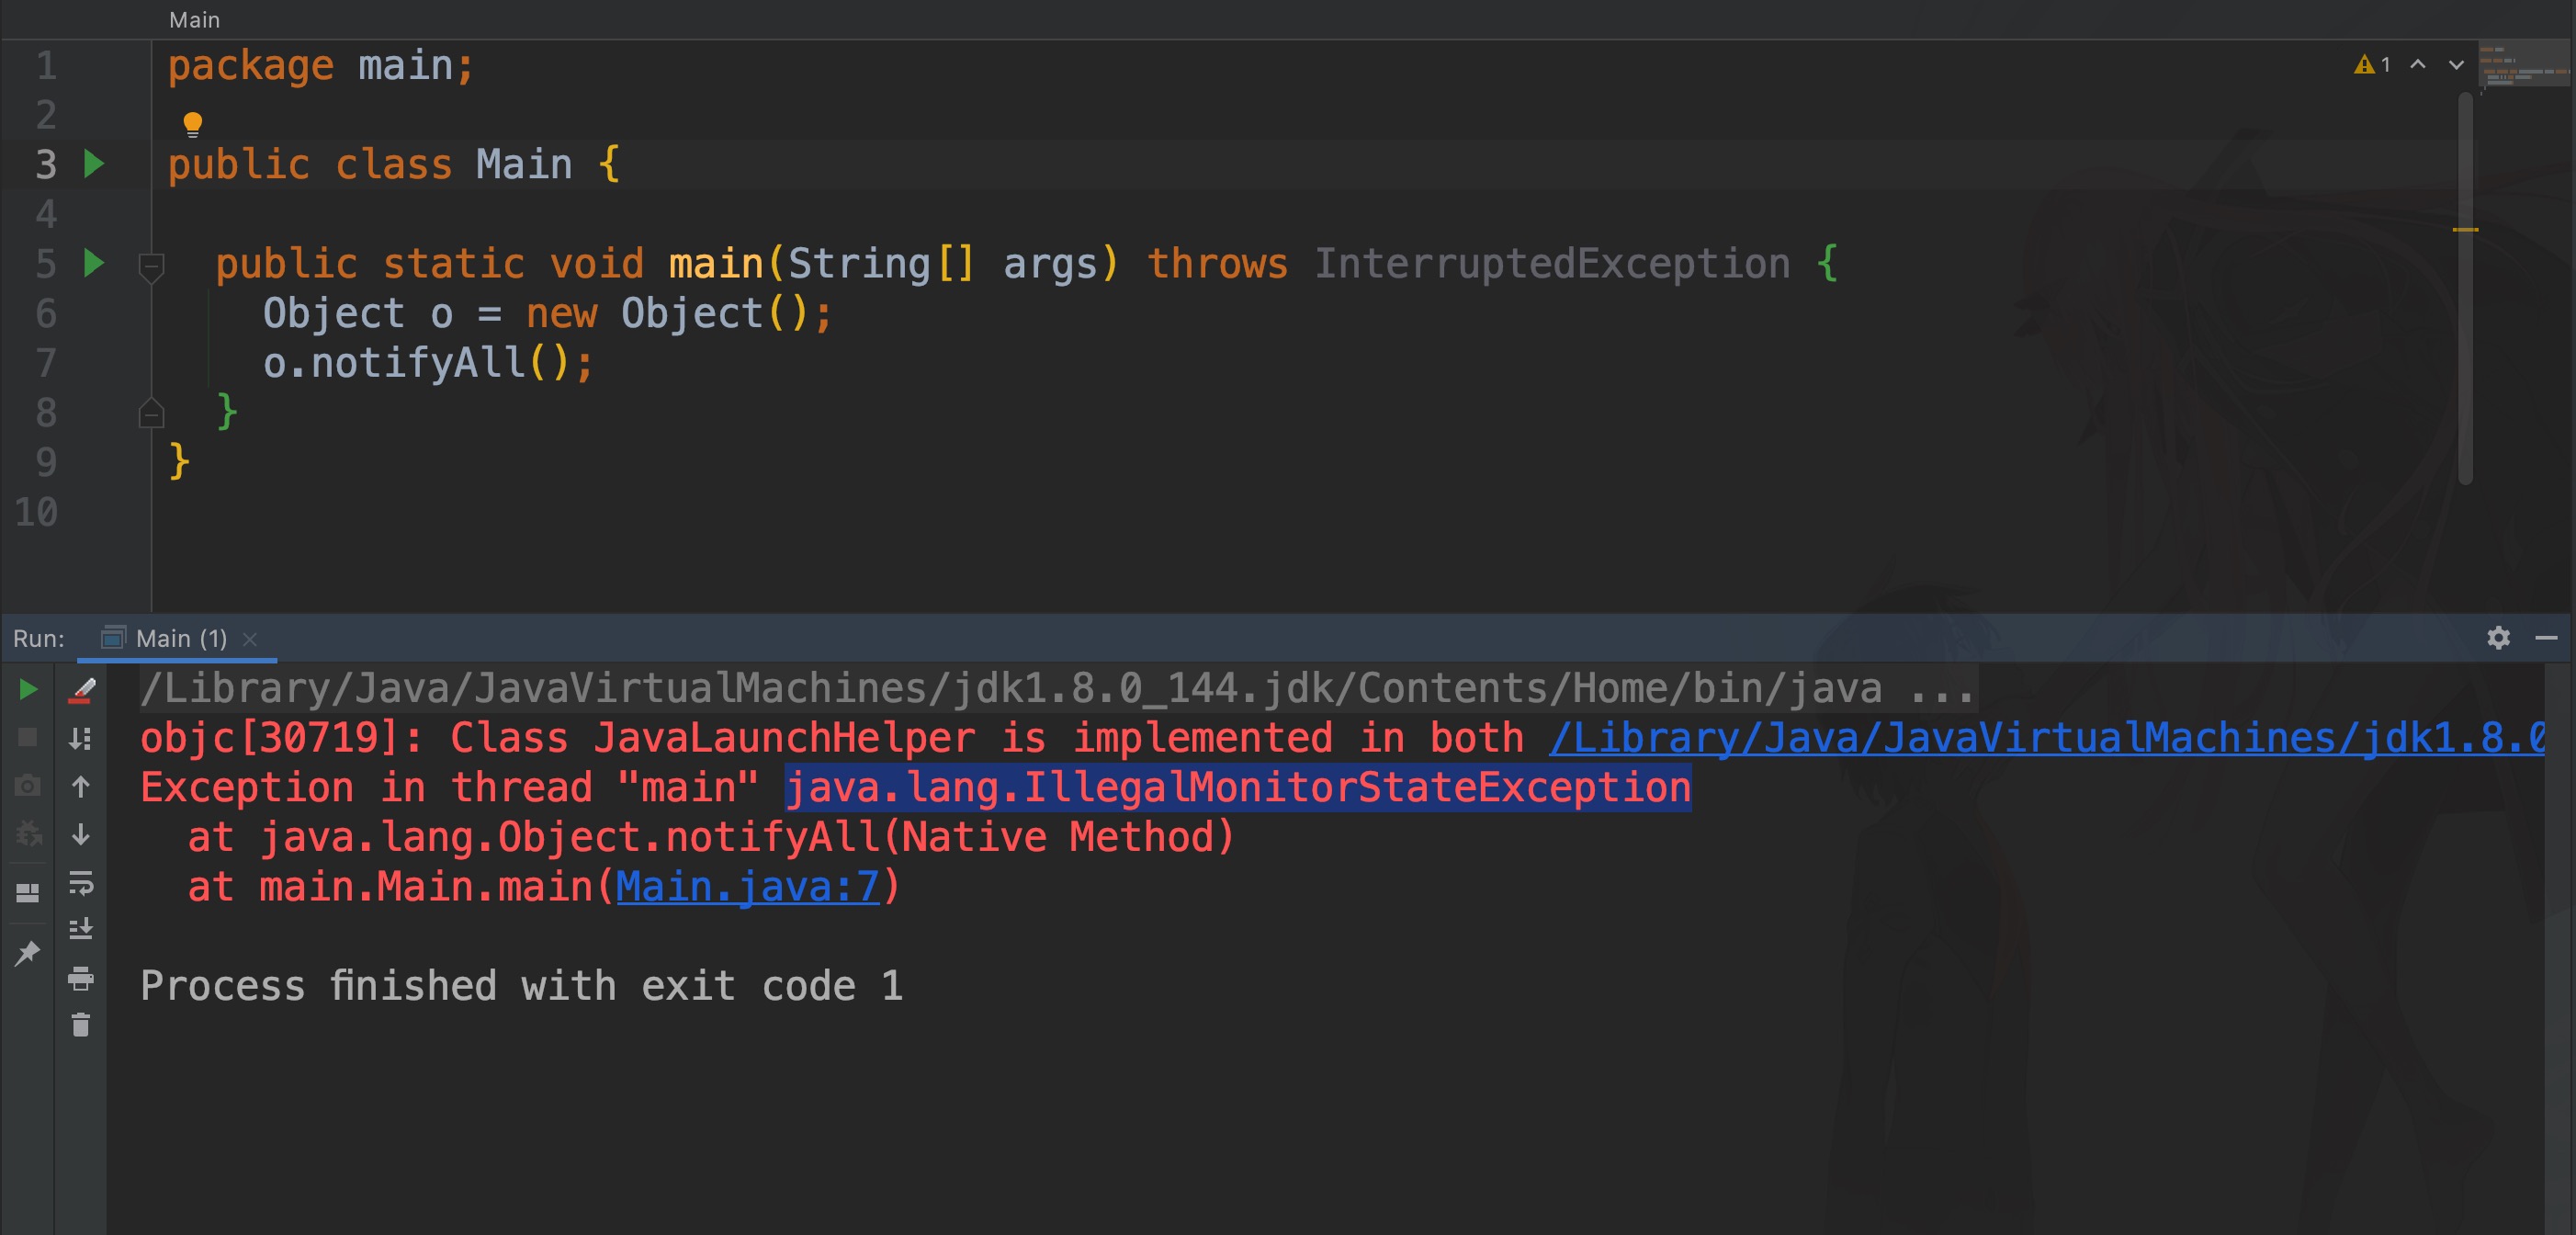 Main
1 package main;
1
2
3 public class Main {
4
5 public static void main(String[] args) throws InterruptedException {
6 Object o = new Object();
7 o.notifyAll();
8 }
9 }
10
Run: Main (1)
/Library/Java/JavaVirtualMachines/jdk1.8.0_144.jdk/Contents/Home/bin/java ...
objc[30719]: Class JavaLaunchHelper is implemented in both /Library/Java/JavaVirtualMachines/jdk1.8.0
Exception in thread "main" java.lang.IllegalMonitorStateException
at java.lang.Object.notifyAll(Native Method)
at main.Main.main(Main.java:7)
Process finished with exit code 1